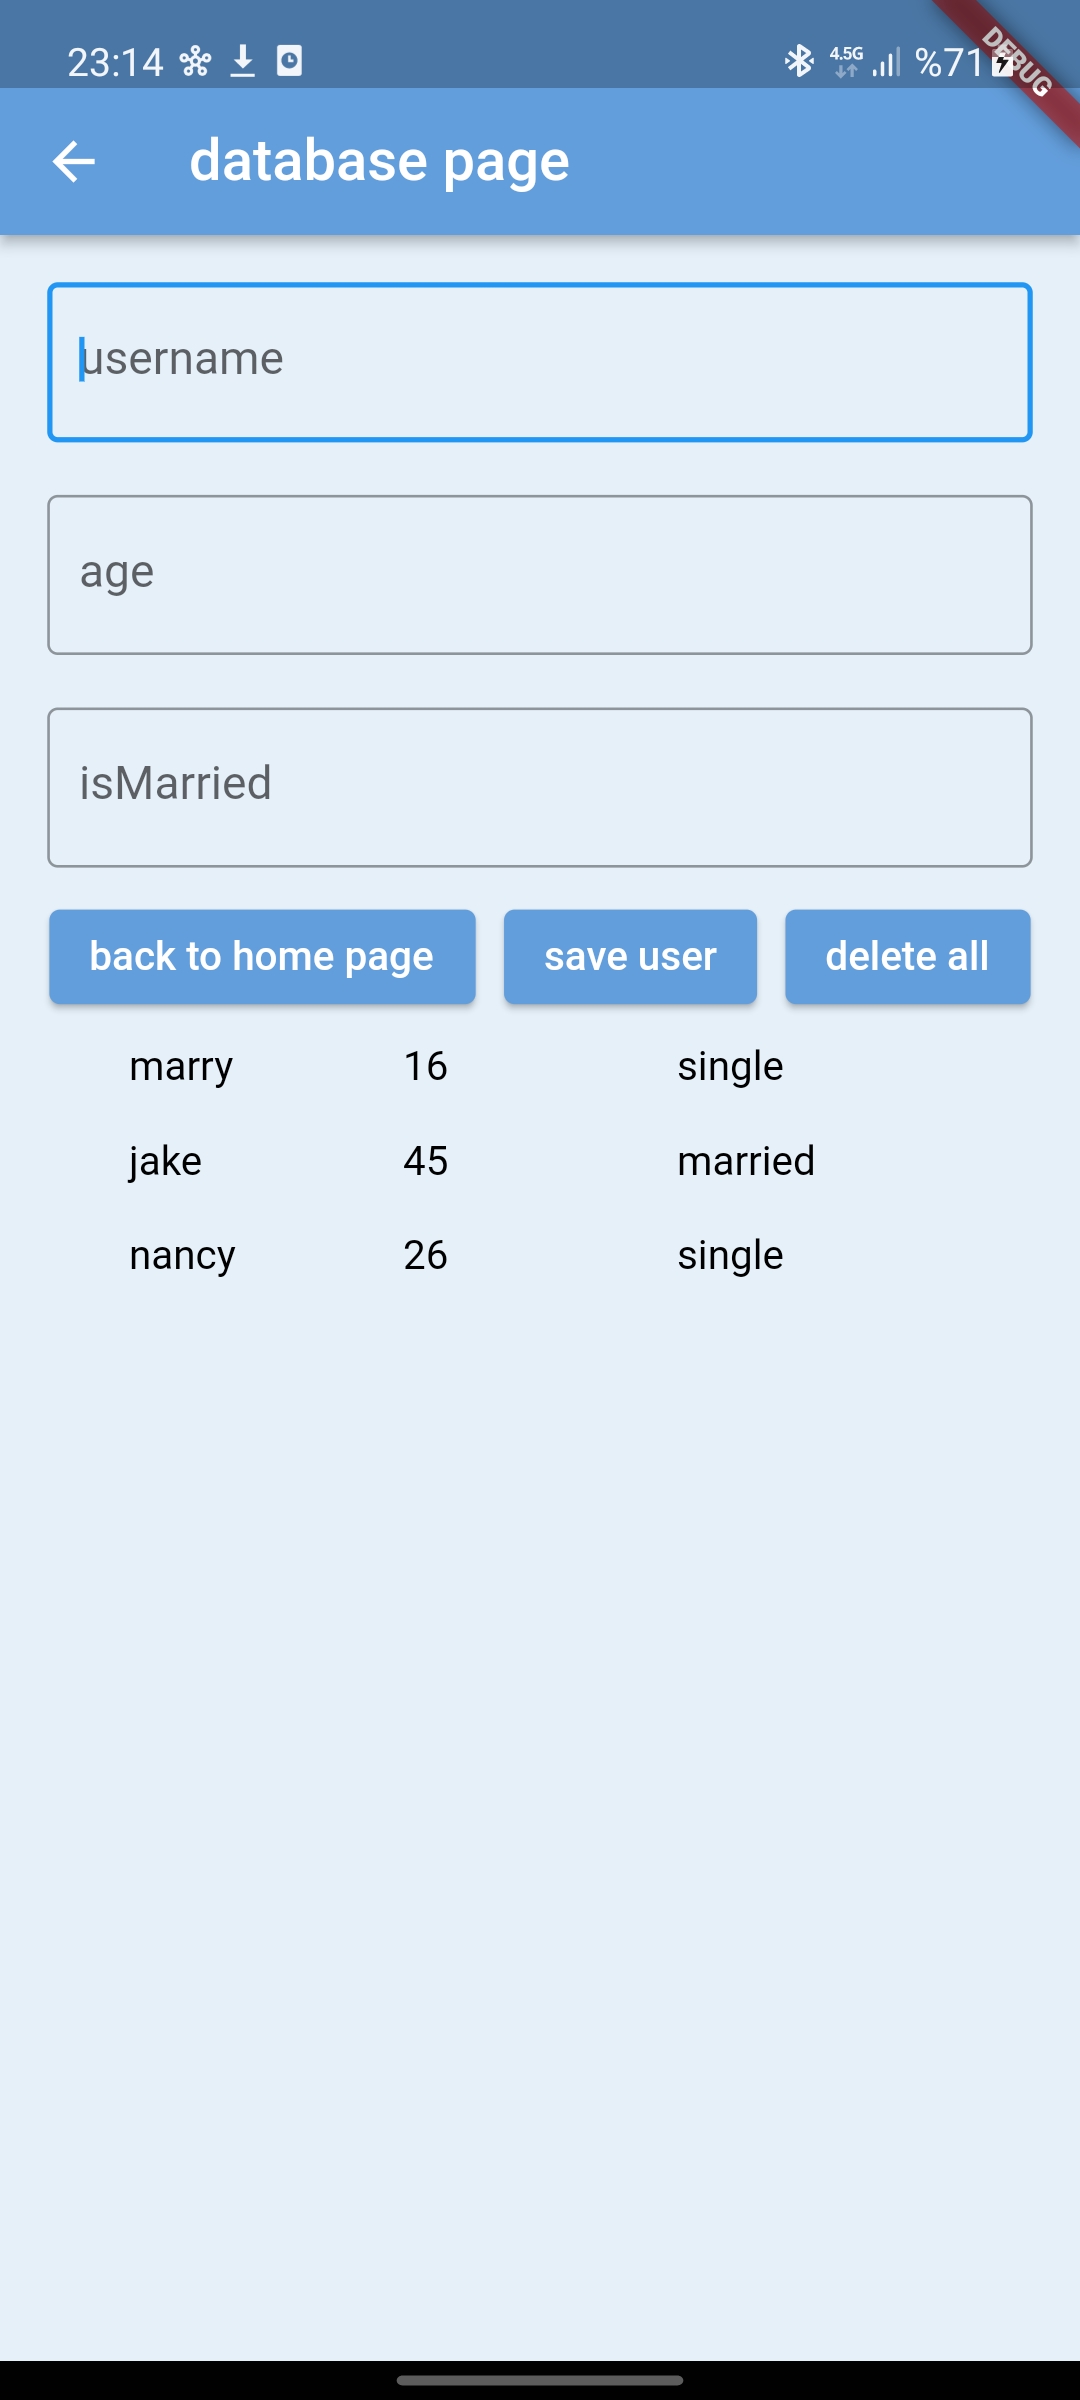 23:14 4.5G %71
DEBUG
database page
username
age
isMarried
back to home page save user delete all
marry 16 single
jake 45 married
nancy 26 single